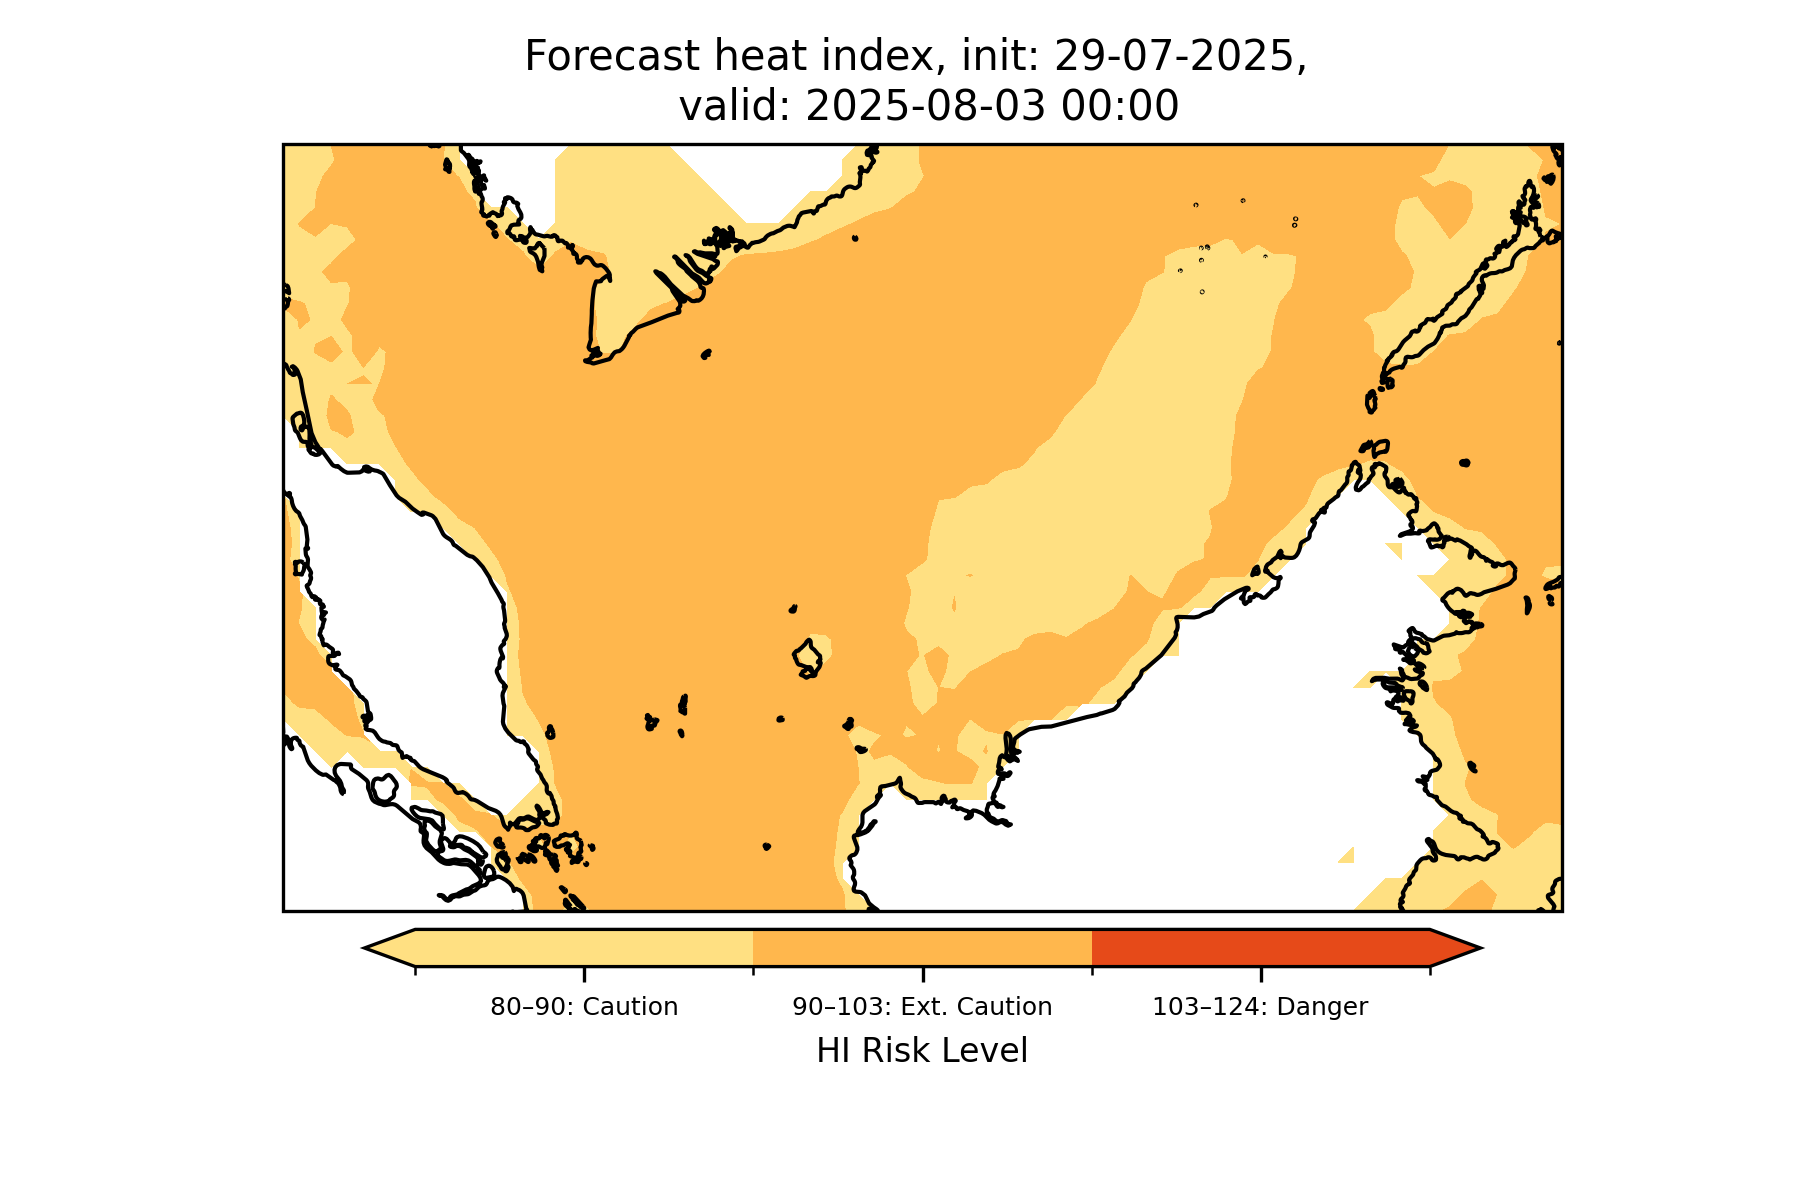 Forecast heat index, init: 29-07-2025,
valid: 2025-08-03 00:00
80–90: Caution
90–103: Ext. Caution
103–124: Danger
HI Risk Level